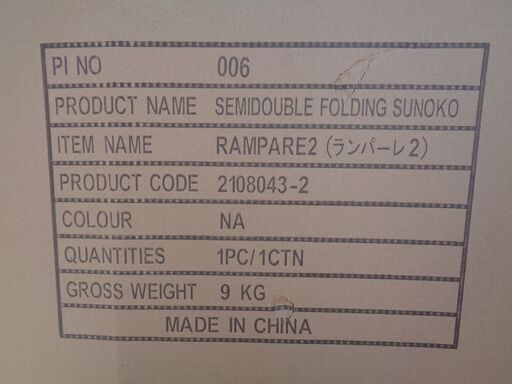 PI NO 006
PRODUCT NAME SEMIDOUBLE FOLDING SUNOKO
ITEM NAME RAMPARE2 (ランパーレ2)
PRODUCT CODE 2108043-2
COLOUR NA
QUANTITIES 1PC/1CTN
GROSS WEIGHT 9 KG
MADE IN CHINA